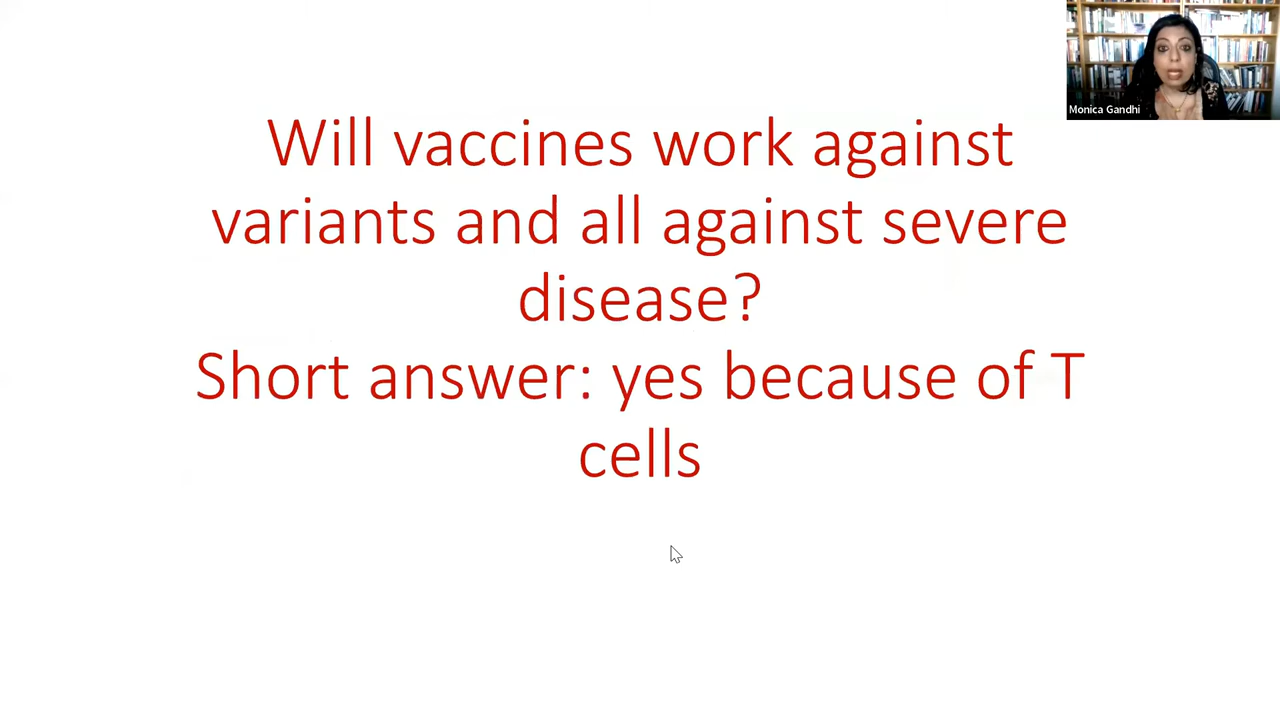 Monica Gandhi
Will vaccines work against
variants and all against severe
disease?
Short answer: yes because of T
cells